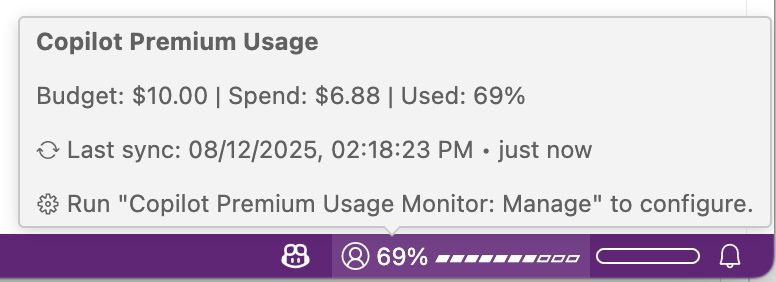 Copilot Premium Usage
Budget: $10.00 | Spend: $6.88 | Used: 69%
Last sync: 08/12/2025, 02:18:23 PM • just now
Run "Copilot Premium Usage Monitor: Manage" to configure.
69%